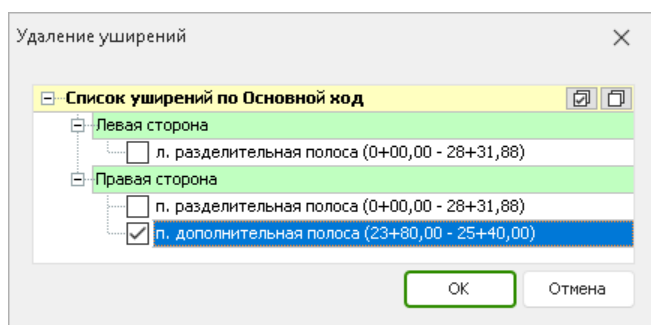 Удаление уширений
Список уширений по Основной ход
Левая сторона
л. разделительная полоса (0+00,00 - 28+31,88)
Правая сторона
п. разделительная полоса (0+00,00 - 28+31,88)
п. дополнительная полоса (23+80,00 - 25+40,00)
ОК Отмена